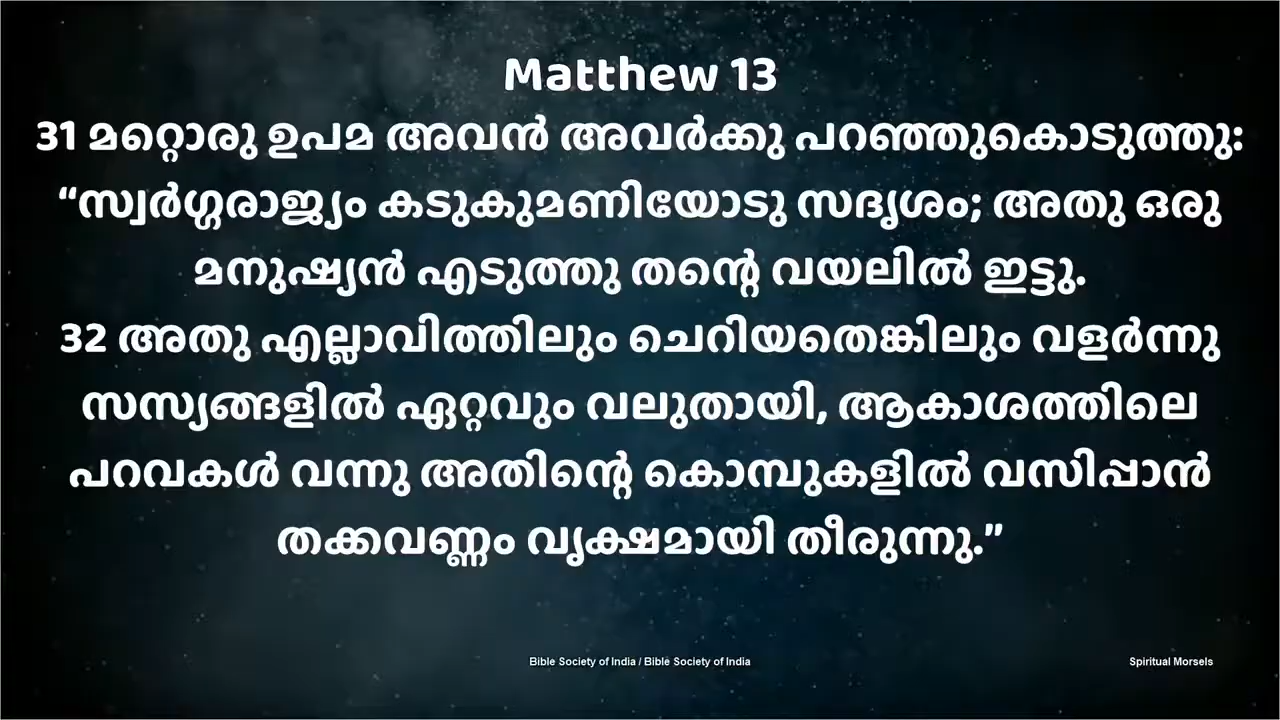 Matthew 13
31 മറ്റൊരു ഉപമ അവൻ അവർക്കു പറഞ്ഞുകൊടുത്തു:
“സ്വർഗ്ഗരാജ്യം കടുകുമണിയോടു സദൃശം; അതു ഒരു
മനുഷ്യൻ എടുത്തു തന്റെ വയലിൽ ഇട്ടു.
32 അതു എല്ലാവിത്തിലും ചെറിയതെങ്കിലും വളർന്നു
സസ്യങ്ങളിൽ ഏറ്റവും വലുതായി, ആകാശത്തിലെ
പറവകൾ വന്നു അതിന്റെ കൊമ്പുകളിൽ വസിപ്പാൻ
തക്കവണ്ണം വൃക്ഷമായി തീരുന്നു.”
Bible Society of India / Bible Society of India
Spiritual Morsels